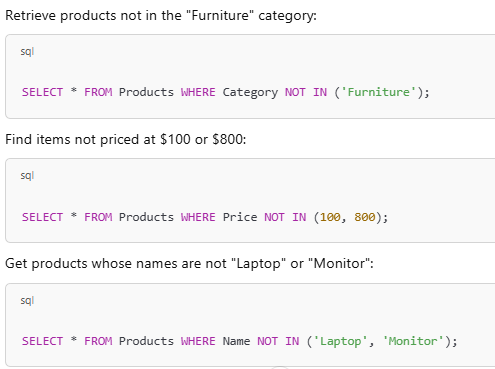 Retrieve products not in the "Furniture" category:
sql
SELECT * FROM Products WHERE Category NOT IN ('Furniture');
Find items not priced at $100 or $800:
sql
SELECT * FROM Products WHERE Price NOT IN (100, 800);
Get products whose names are not "Laptop" or "Monitor":
sql
SELECT * FROM Products WHERE Name NOT IN ('Laptop', 'Monitor');